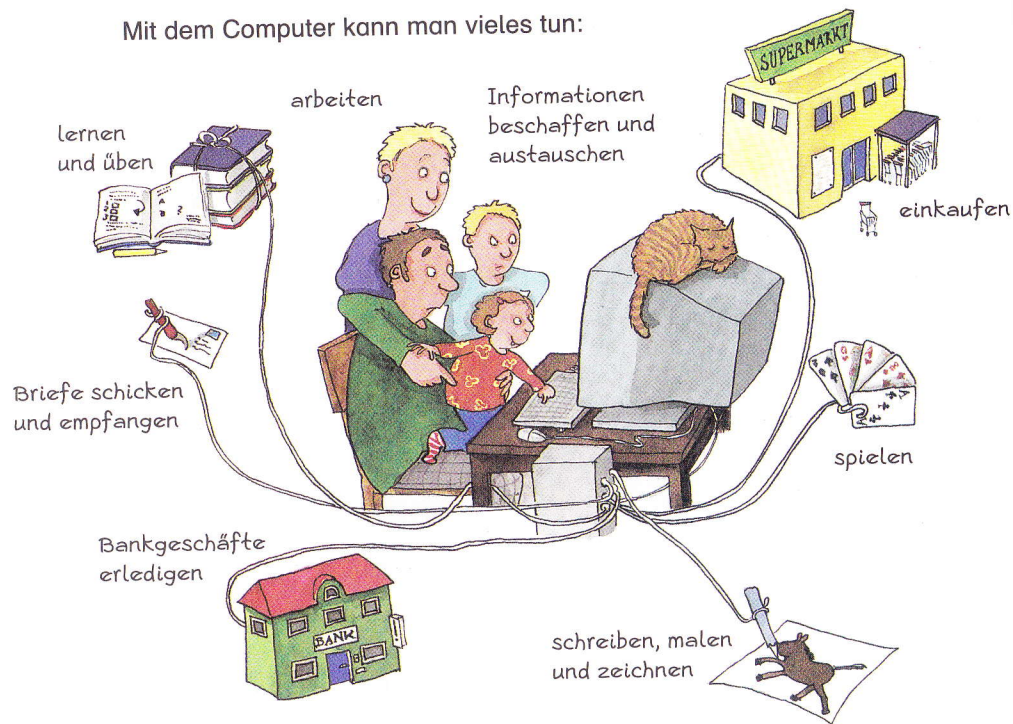 Mit dem Computer kann man vieles tun:
lernen
und üben
arbeiten
Informationen
beschaffen und
austauschen
SUPERMARKT
einkaufen
Briefe schicken
und empfangen
spielen
Bankgeschäfte
erledigen
BANK
schreiben, malen
und zeichnen